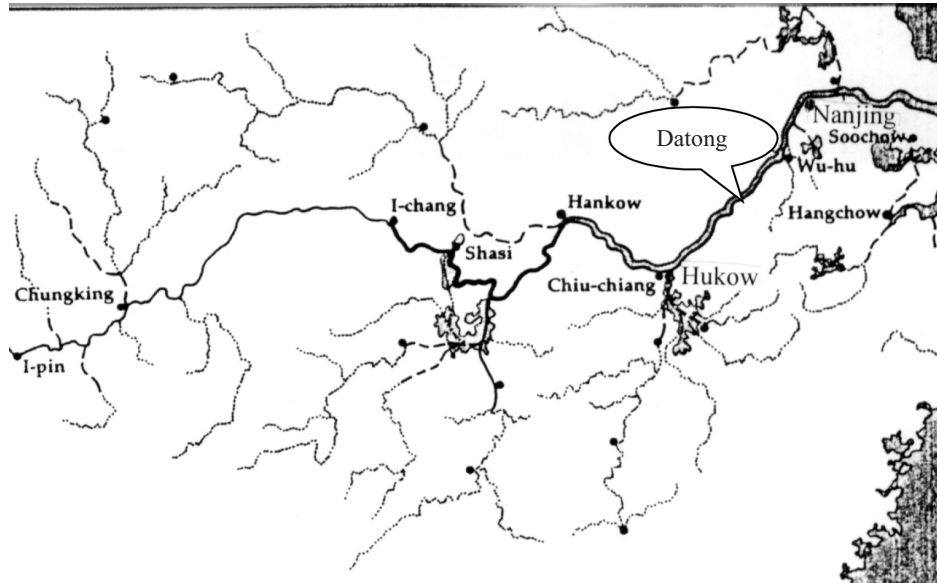 Datong
Nanjing
Soochow
Wu-hu
I-chang
Hankow
Hangchow
Shasi
Chungking
Chiu-chiang
Hukow
I-pin